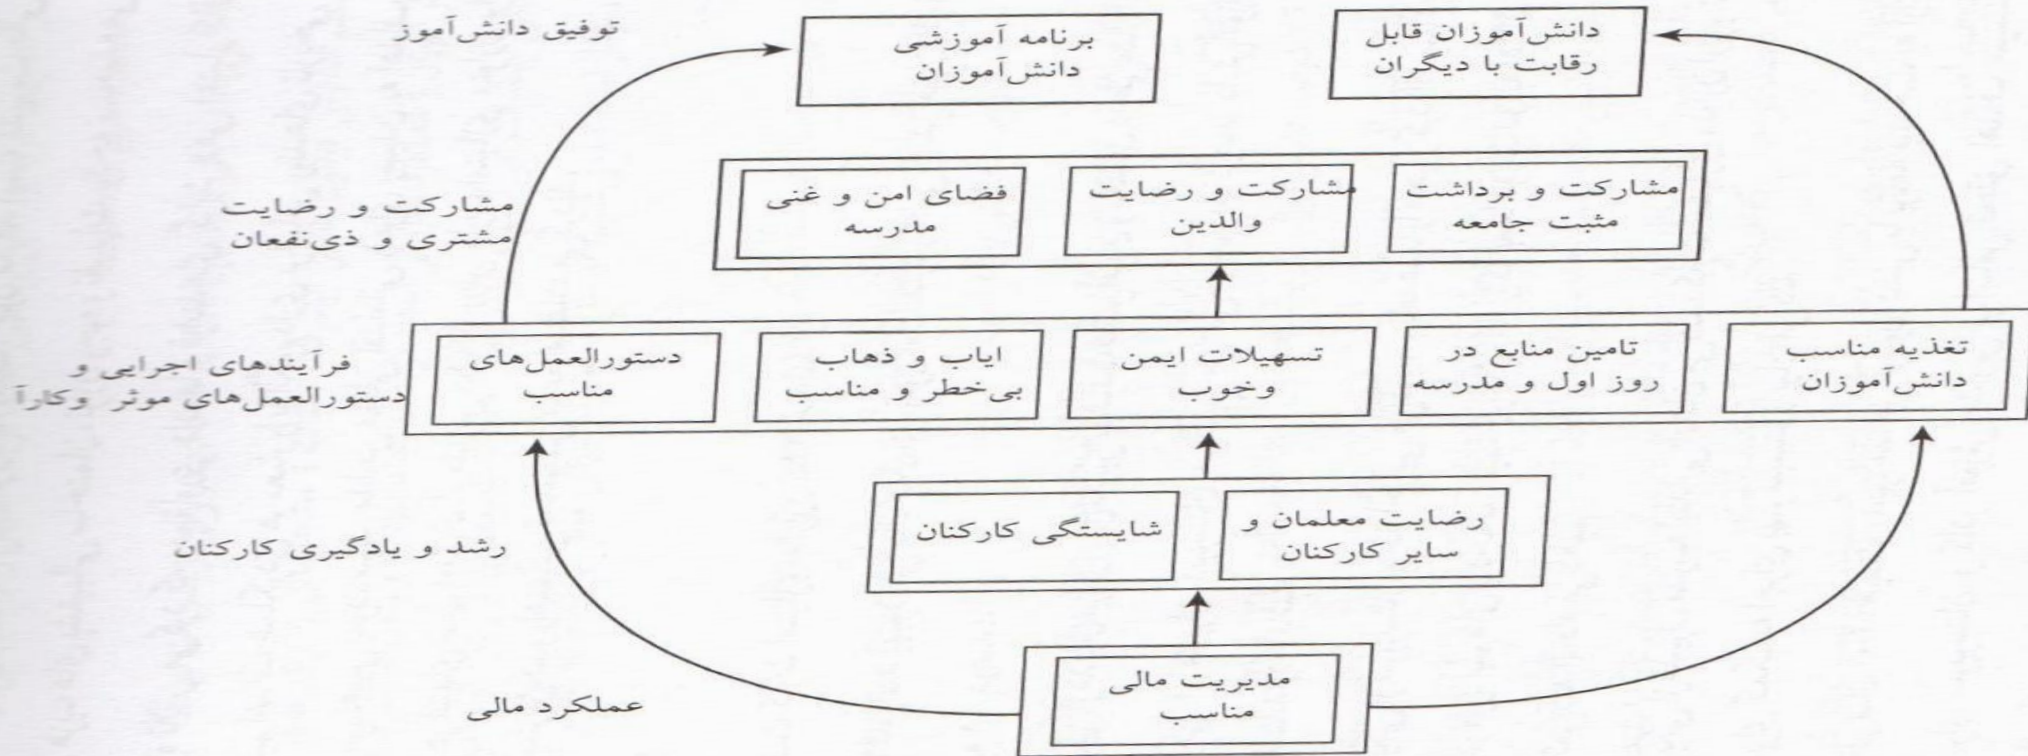 توفیق دانش‌آموز
دانش‌آموزان قابل
رقابت با دیگران
برنامه آموزشی
دانش‌آموزان
مشارکت و برداشت
مثبت جامعه
مشارکت و رضایت
والدین
فضای امن و غنی
مدرسه
مشارکت و رضایت
مشتری و ذی‌نفعان
تغذیه مناسب
دانش‌آموزان
تامین منابع در
روز اول و مدرسه
تسهیلات ایمن
وخوب
ایاب و ذهاب
بی‌خطر و مناسب
دستورالعمل‌های
مناسب
فرآیندهای اجرایی و
دستورالعمل‌های موثر وکارآ
رضایت معلمان و
سایر کارکنان
شایستگی کارکنان
رشد و یادگیری کارکنان
مدیریت مالی
مناسب
عملکرد مالی